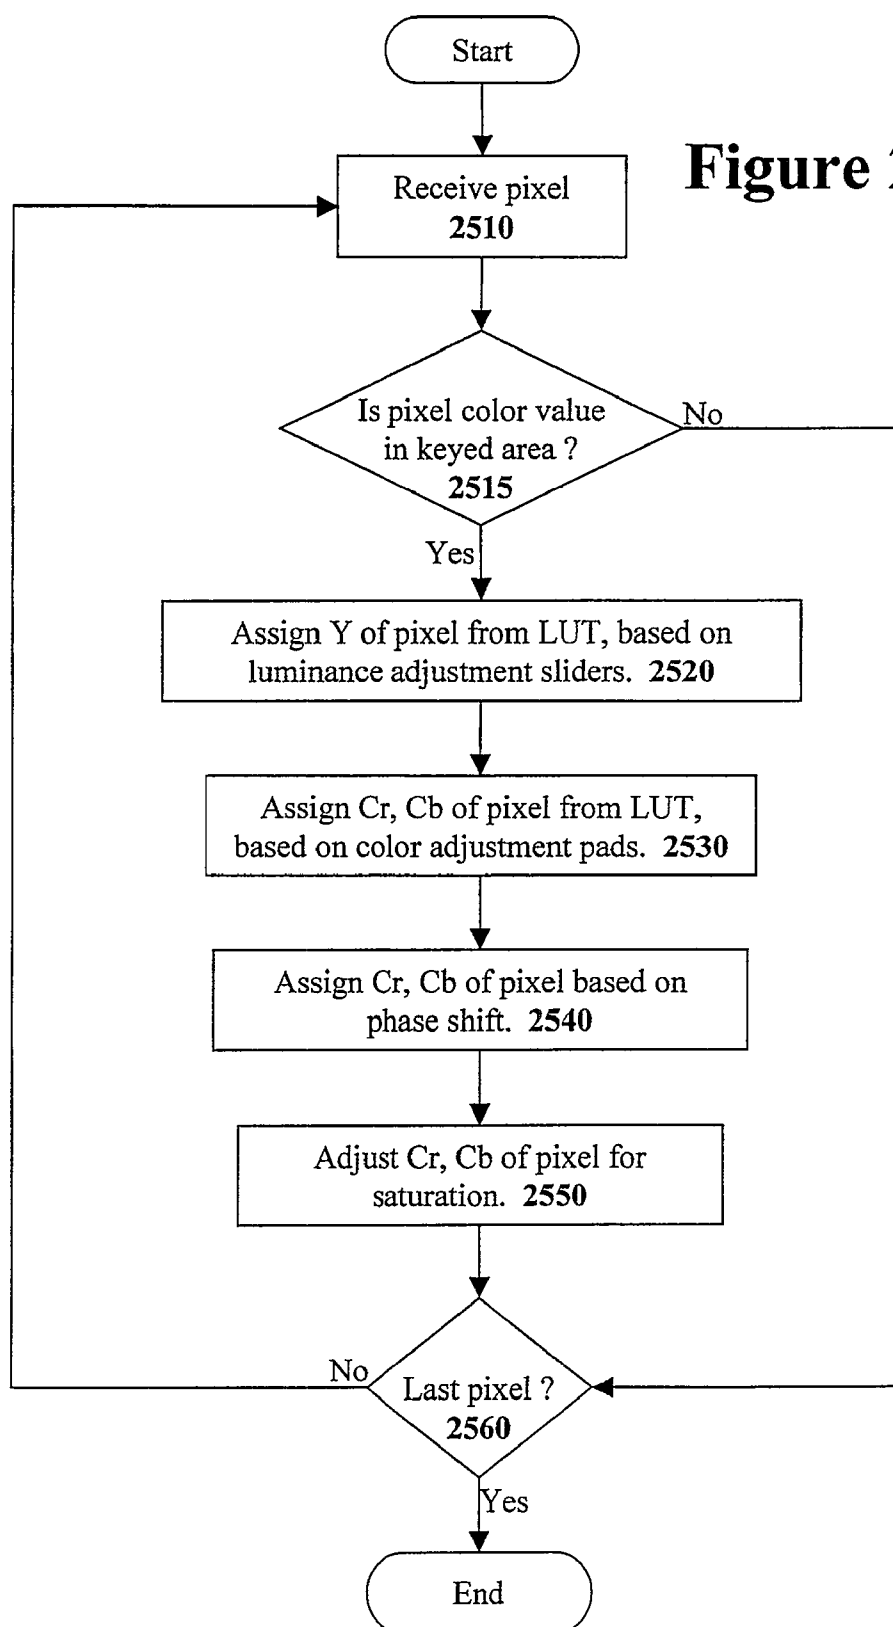 Start
Figure
Receive pixel
2510
Is pixel color value
in keyed area ?
2515
No
Yes
Assign Y of pixel from LUT, based on
luminance adjustment sliders. 2520
Assign Cr, Cb of pixel from LUT,
based on color adjustment pads. 2530
Assign Cr, Cb of pixel based on
phase shift. 2540
Adjust Cr, Cb of pixel for
saturation. 2550
No
Last pixel ?
2560
Yes
End